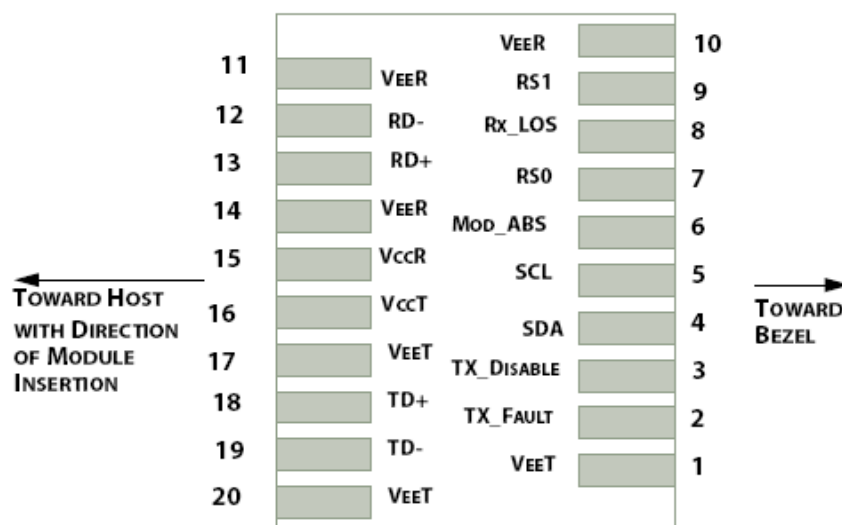 VEER 10
11 VEER
RS1 9
12 RD-
Rx_LOS 8
13 RD+
RS0 7
14 VEER
MOD_ABS 6
15 VCCR
SCL 5
TOWARD HOST
WITH DIRECTION
OF MODULE
INSERTION
TOWARD
BEZEL
16 VCCT
SDA 4
17 VEET
TX_DISABLE 3
18 TD+
TX_FAULT 2
19 TD-
VEET 1
20 VEET